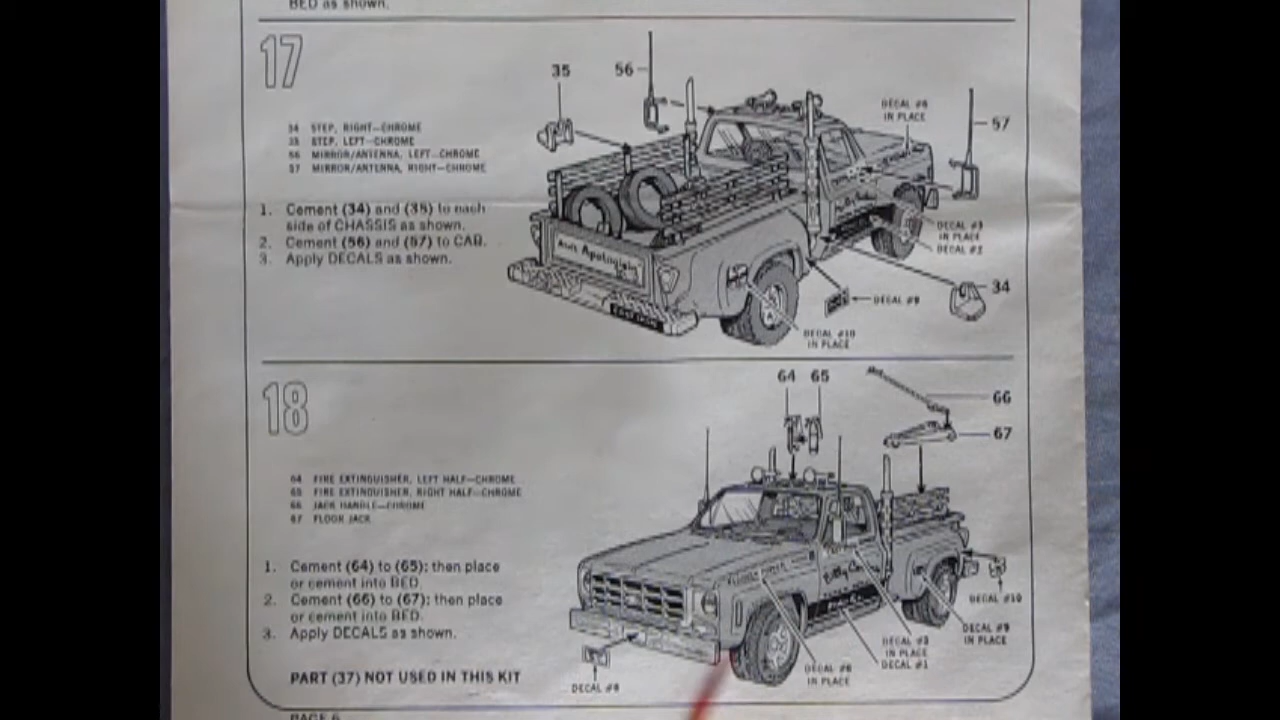 BED as shown.
17
35
56
DECAL #6
IN PLACE
57
34 STEP, RIGHT—CHROME
35 STEP, LEFT—CHROME
56 MIRROR/ANTENNA, LEFT—CHROME
57 MIRROR/ANTENNA, RIGHT—CHROME
1. Cement (34) and (35) to each
side of CHASSIS as shown.
2. Cement (56) and (57) to CAB.
3. Apply DECALS as shown.
DECAL #3
IN PLACE
DECAL #2
34
DECAL #9
DECAL #10
IN PLACE
18
64 65
66
67
64 FIRE EXTINGUISHER, LEFT HALF—CHROME
65 FIRE EXTINGUISHER, RIGHT HALF—CHROME
66 JACK HANDLE—CHROME
67 FLOOR JACK
1. Cement (64) to (65): then place
or cement into BED.
2. Cement (66) to (67): then place
or cement into BED.
3. Apply DECALS as shown.
DECAL #10
DECAL #9
IN PLACE
DECAL #3
IN PLACE
DECAL #1
DECAL #6
IN PLACE
DECAL #8
PART (37) NOT USED IN THIS KIT
PAGE 6